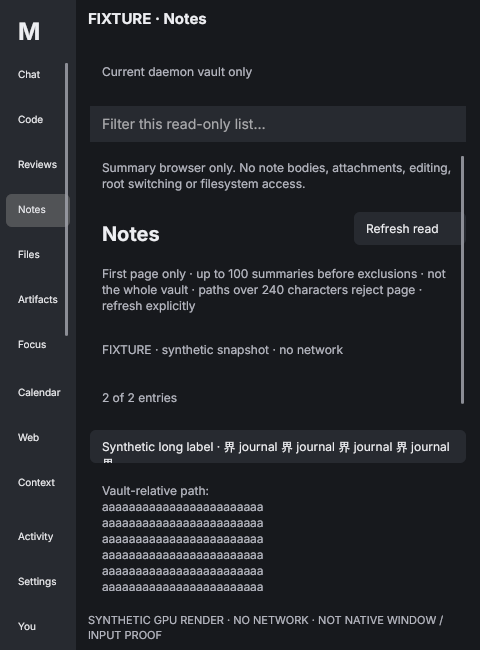 M
Chat
Code
Reviews
Notes
Files
Artifacts
Focus
Calendar
Web
Context
Activity
Settings
You
FIXTURE · Notes
Current daemon vault only
Filter this read-only list...
Summary browser only. No note bodies, attachments, editing,
root switching or filesystem access.
Notes
Refresh read
First page only · up to 100 summaries before exclusions · not
the whole vault · paths over 240 characters reject page ·
refresh explicitly
FIXTURE · synthetic snapshot · no network
2 of 2 entries
Synthetic long label · 界 journal 界 journal 界 journal 界 journal
Vault-relative path:
aaaaaaaaaaaaaaaaaaaaaaaa
aaaaaaaaaaaaaaaaaaaaaaaa
aaaaaaaaaaaaaaaaaaaaaaaa
aaaaaaaaaaaaaaaaaaaaaaaa
aaaaaaaaaaaaaaaaaaaaaaaa
aaaaaaaaaaaaaaaaaaaaaaaa
SYNTHETIC GPU RENDER · NO NETWORK · NOT NATIVE WINDOW /
INPUT PROOF